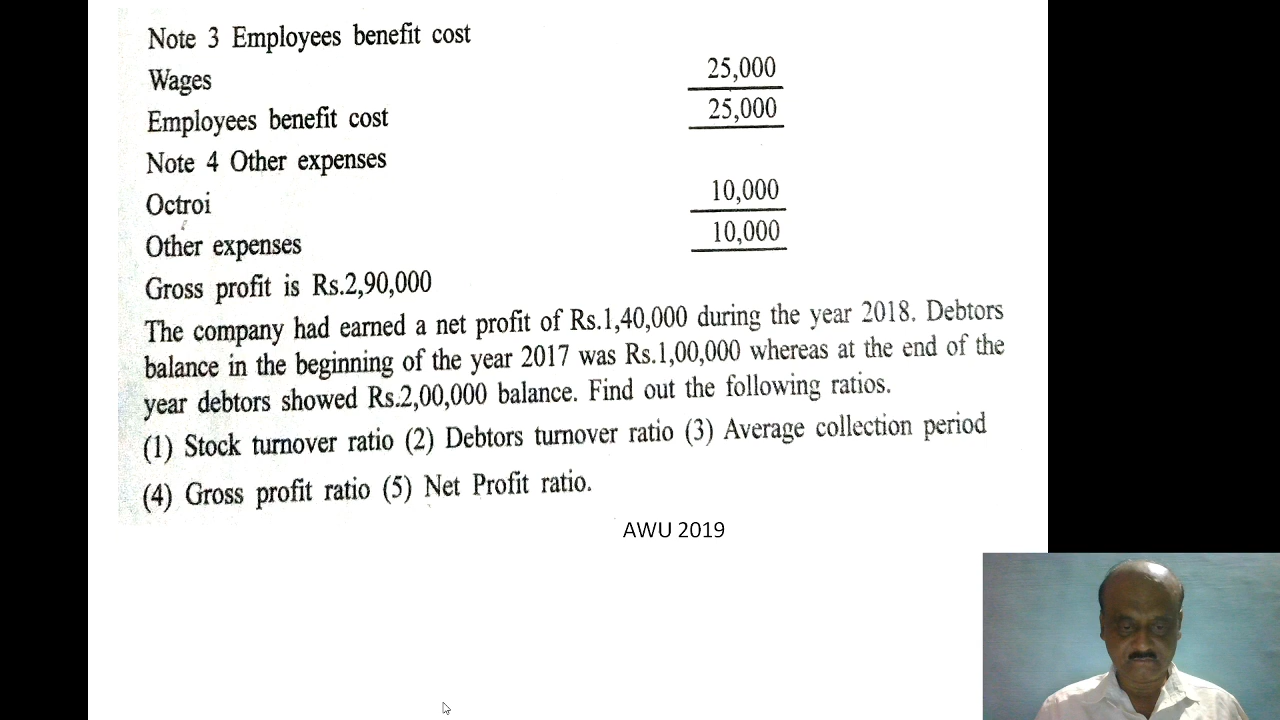 Note 3 Employees benefit cost
Wages 25,000
Employees benefit cost 25,000
Note 4 Other expenses
Octroi 10,000
Other expenses 10,000
Gross profit is Rs.2,90,000
The company had earned a net profit of Rs.1,40,000 during the year 2018. Debtors
balance in the beginning of the year 2017 was Rs.1,00,000 whereas at the end of the
year debtors showed Rs.2,00,000 balance. Find out the following ratios.
(1) Stock turnover ratio (2) Debtors turnover ratio (3) Average collection period
(4) Gross profit ratio (5) Net Profit ratio.
AWU 2019